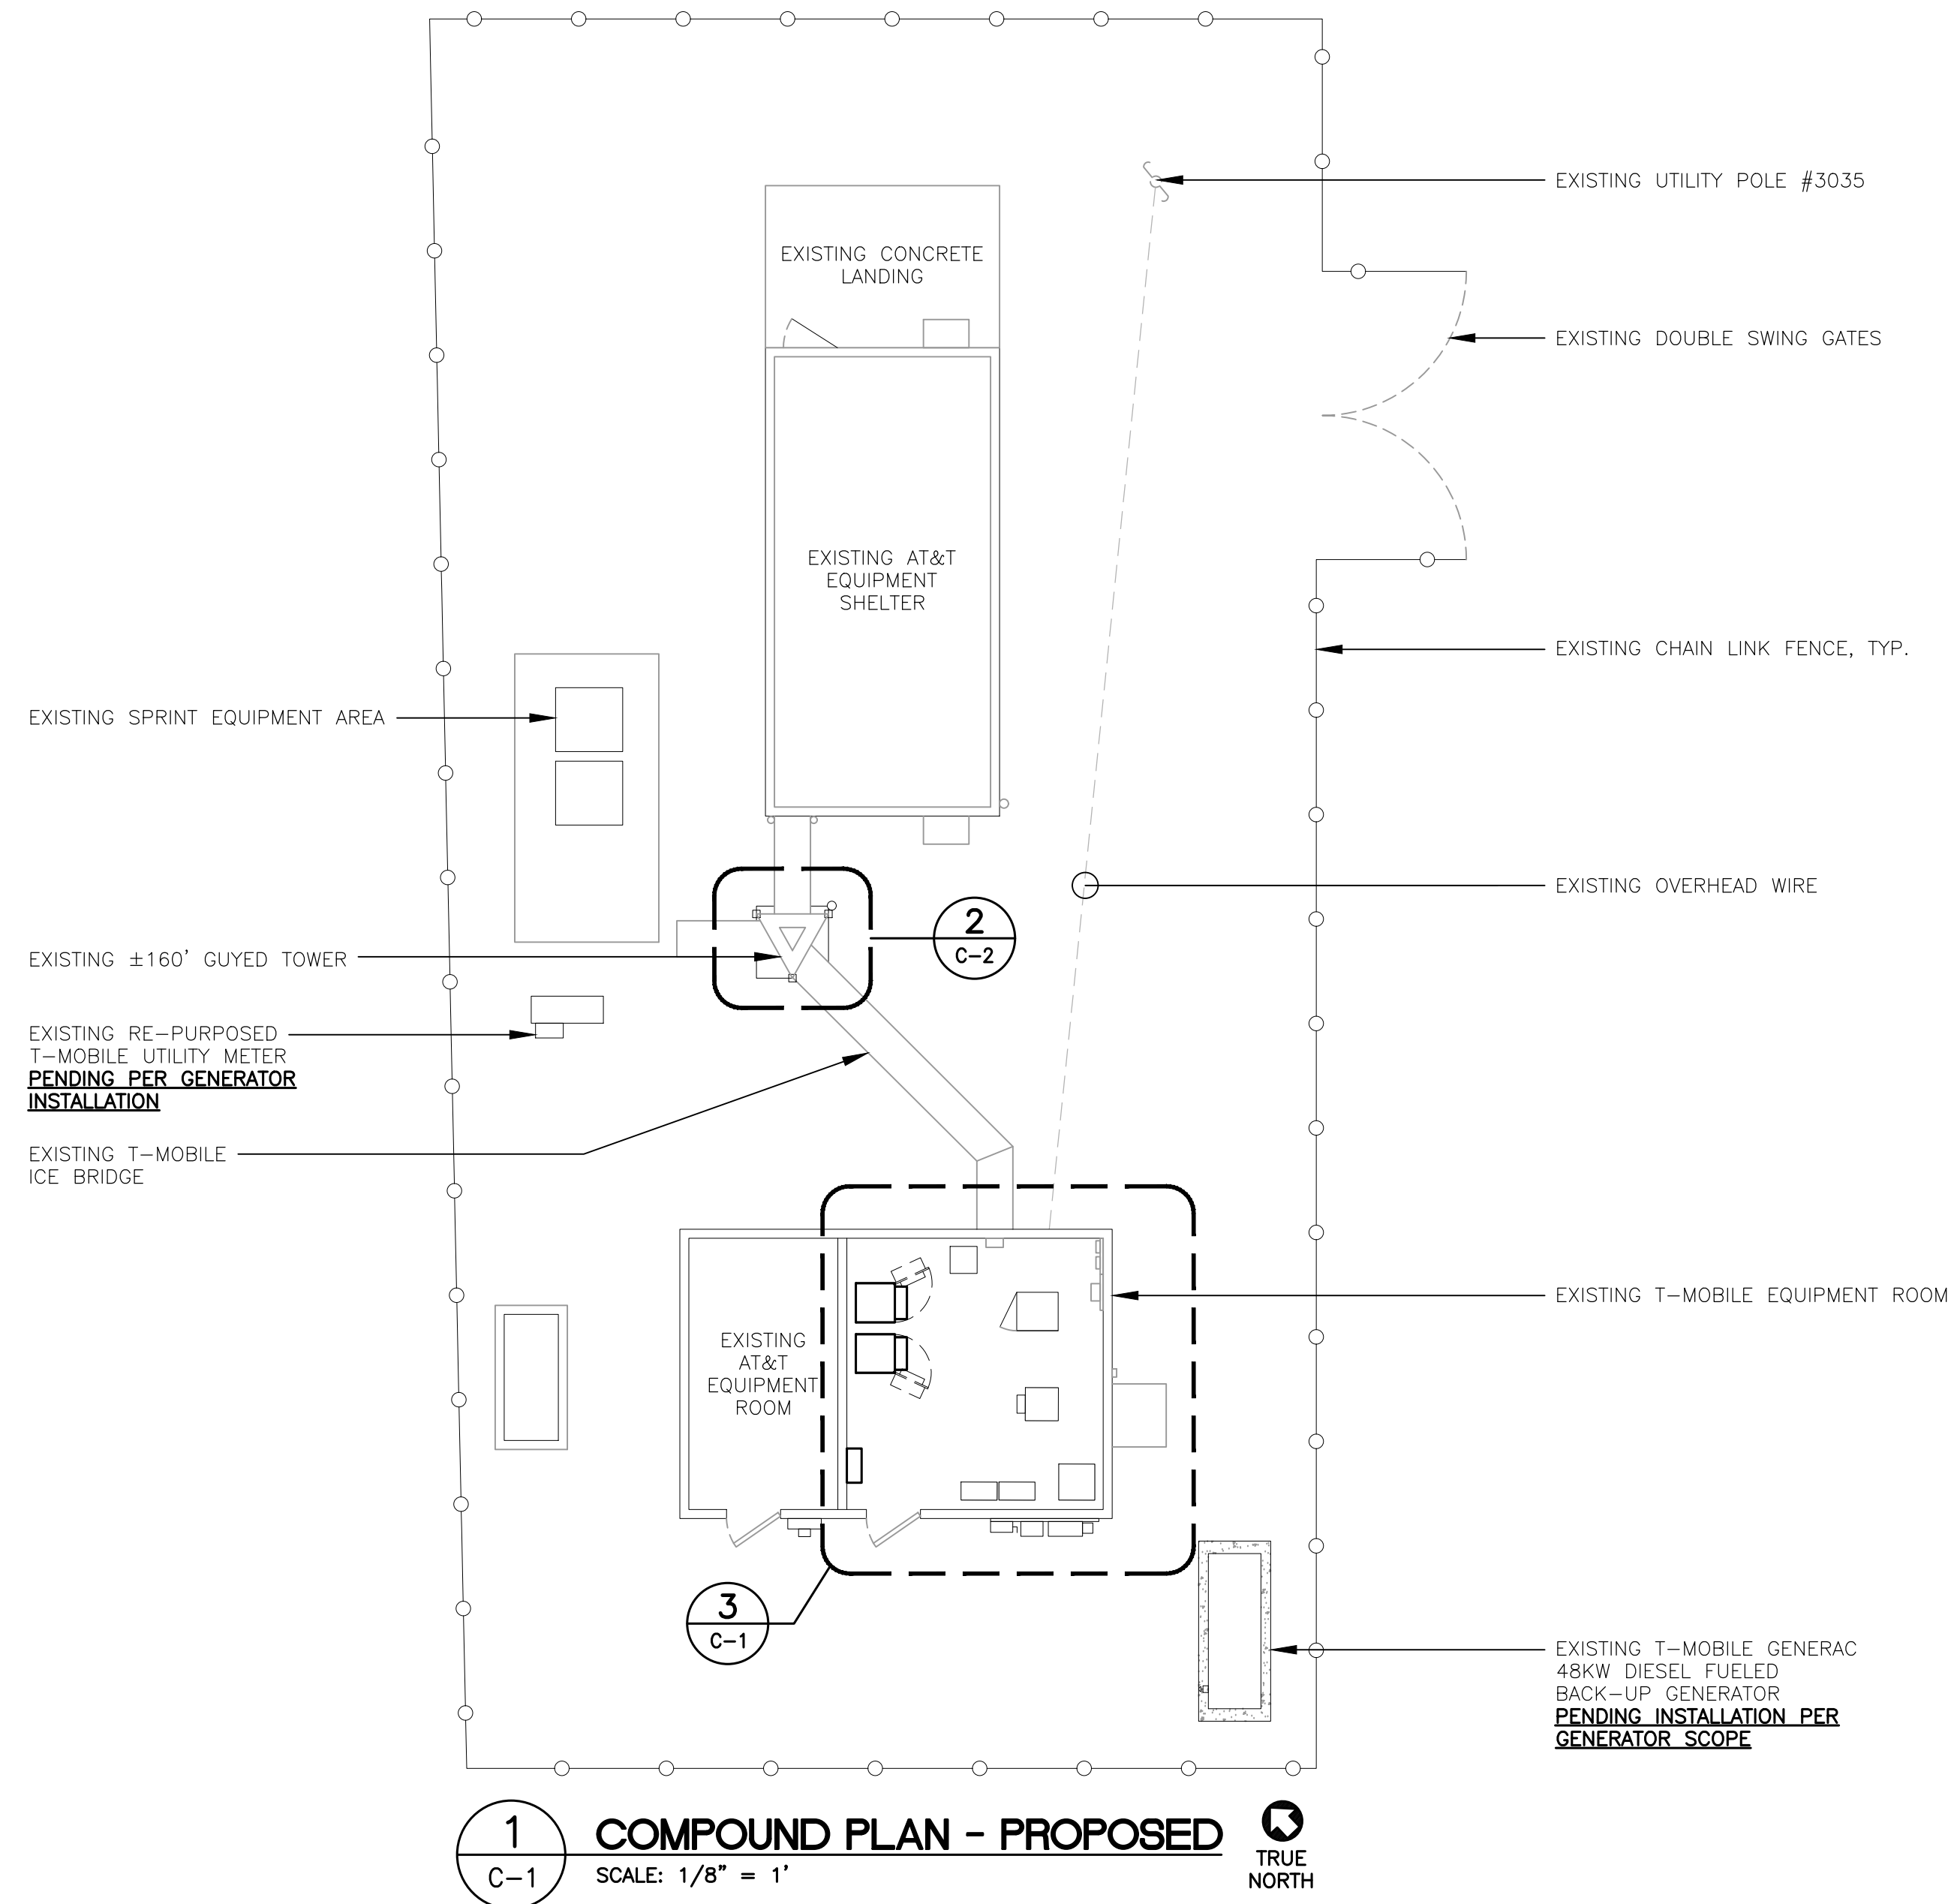 EXISTING UTILITY POLE #3035
EXISTING CONCRETE
LANDING
EXISTING DOUBLE SWING GATES
EXISTING AT&T
EQUIPMENT
SHELTER
EXISTING CHAIN LINK FENCE, TYP.
EXISTING SPRINT EQUIPMENT AREA
EXISTING OVERHEAD WIRE
2
C-2
EXISTING ±160' GUYED TOWER
EXISTING RE-PURPOSED
T-MOBILE UTILITY METER
PENDING PER GENERATOR
INSTALLATION
EXISTING T-MOBILE
ICE BRIDGE
EXISTING T-MOBILE EQUIPMENT ROOM
EXISTING
AT&T
EQUIPMENT
ROOM
3
C-1
EXISTING T-MOBILE GENERAC
48KW DIESEL FUELED
BACK-UP GENERATOR
PENDING INSTALLATION PER
GENERATOR SCOPE
1
C-1
COMPOUND PLAN - PROPOSED
SCALE: 1/8" = 1'
TRUE
NORTH